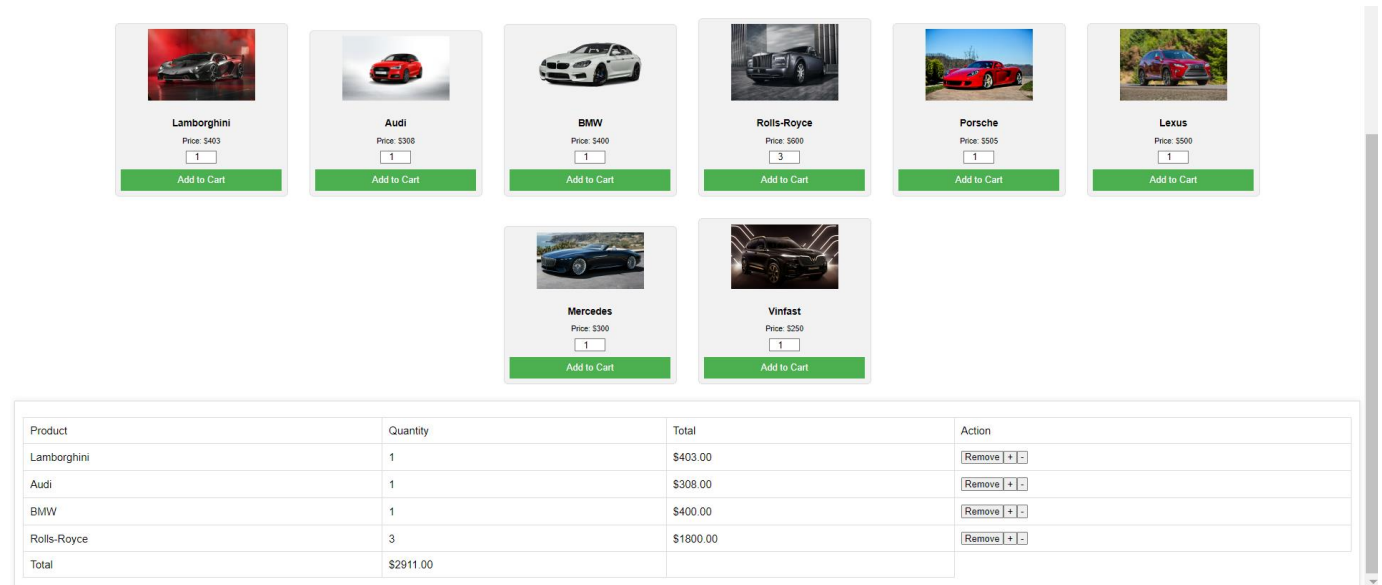 Lamborghini Audi BMW Rolls-Royce Porsche Lexus
Price: $403 Price: $308 Price: $400 Price: $600 Price: $505 Price: $500
1 1 1 3 1 1
Add to Cart Add to Cart Add to Cart Add to Cart Add to Cart Add to Cart
Mercedes Vinfast
Price: $300 Price: $250
1 1
Add to Cart Add to Cart
Product Quantity Total Action
Lamborghini 1 $403.00 Remove + -
Audi 1 $308.00 Remove + -
BMW 1 $400.00 Remove + -
Rolls-Royce 3 $1800.00 Remove + -
Total $2911.00